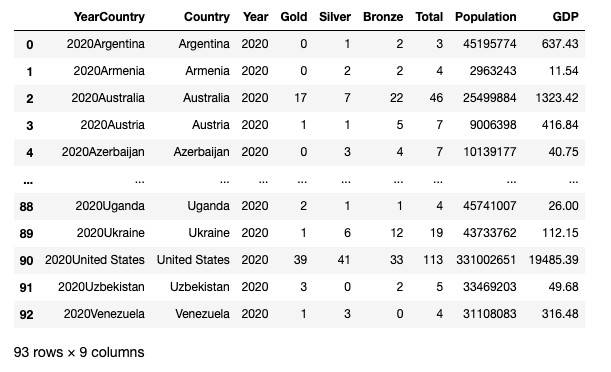 YearCountry Country Year Gold Silver Bronze Total Population GDP
0 2020Argentina Argentina 2020 0 1 2 3 45195774 637.43
1 2020Armenia Armenia 2020 0 2 2 4 2963243 11.54
2 2020Australia Australia 2020 17 7 22 46 25499884 1323.42
3 2020Austria Austria 2020 1 1 5 7 9006398 416.84
4 2020Azerbaijan Azerbaijan 2020 0 3 4 7 10139177 40.75
... ... ... ... ... ... ... ... ... ...
88 2020Uganda Uganda 2020 2 1 1 4 45741007 26.00
89 2020Ukraine Ukraine 2020 1 6 12 19 43733762 112.15
90 2020United States United States 2020 39 41 33 113 331002651 19485.39
91 2020Uzbekistan Uzbekistan 2020 3 0 2 5 33469203 49.68
92 2020Venezuela Venezuela 2020 1 3 0 4 31108083 316.48
93 rows × 9 columns